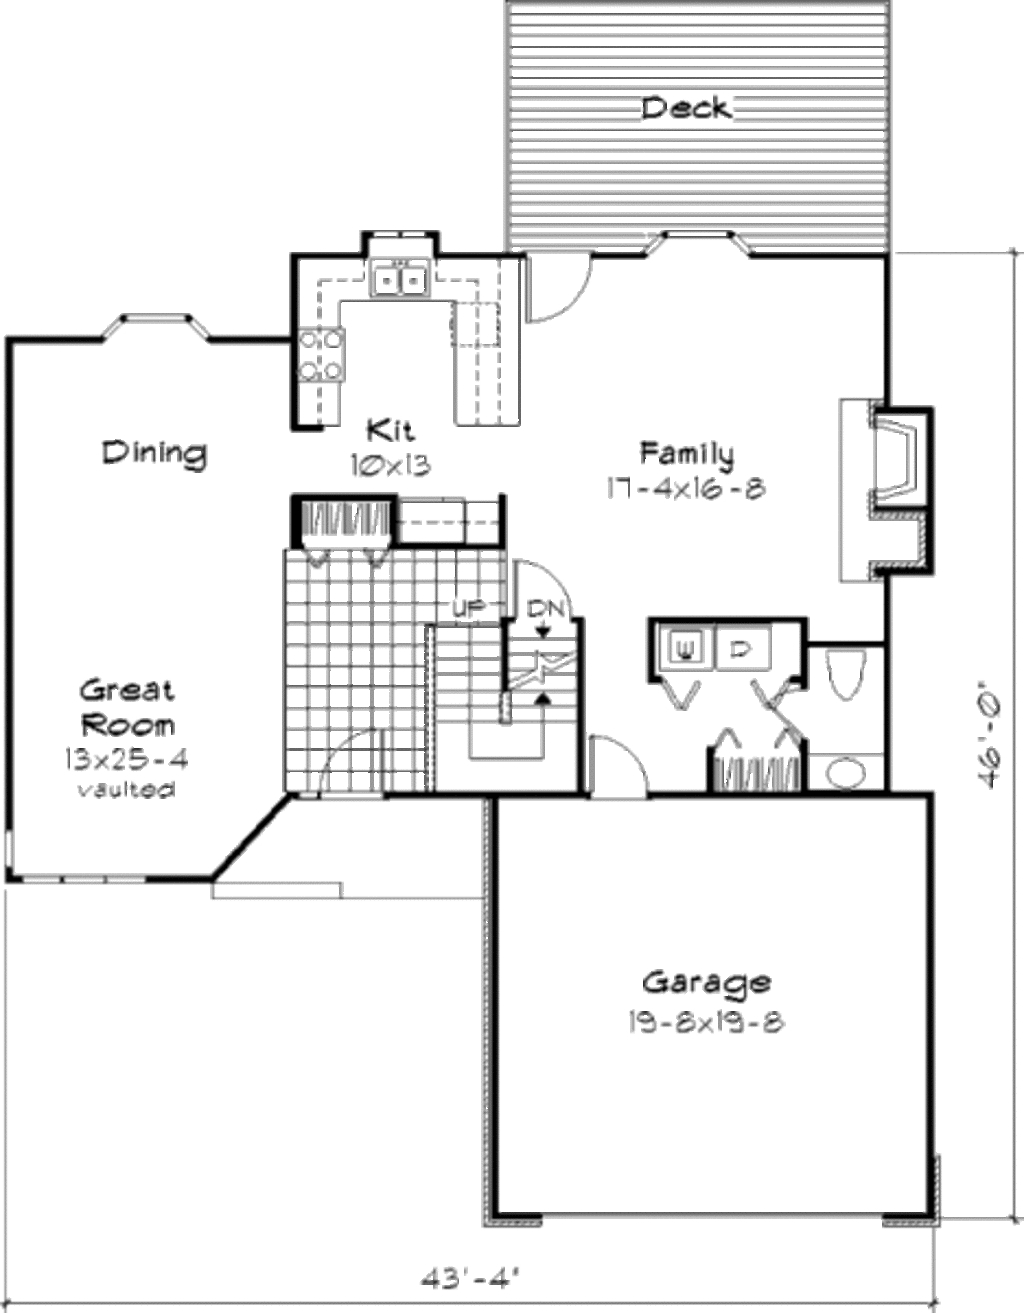 Deck
Kit
10x13
Dining
Family
17-4x16-8
UP
DN
W
D
Great
Room
13x25-4
vaulted
46'-0"
Garage
19-8x19-8
43'-4"